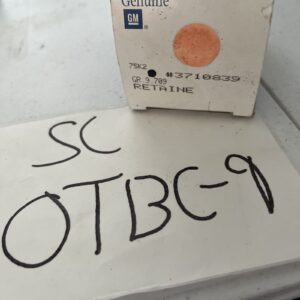 Genuine
GM
75K2
#3710839
GR 9.709
RETAINE
SC
OTBC-9